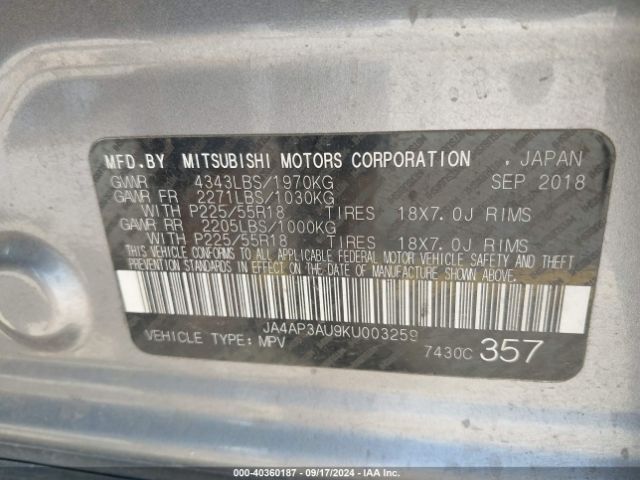 MFD.BY MITSUBISHI MOTORS CORPORATION , JAPAN
GVWR 4343LBS/1970KG SEP 2018
GAWR FR 2271LBS/1030KG
WITH P225/55R18 TIRES 18X7.0J RIMS
GAWR RR 2205LBS/1000KG
WITH P225/55R18 TIRES 18X7.0J RIMS
THIS VEHICLE CONFORMS TO ALL APPLICABLE FEDERAL MOTOR VEHICLE SAFETY AND THEFT
PREVENTION STANDARDS IN EFFECT ON THE DATE OF MANUFACTURE SHOWN ABOVE.
JA4AP3AU9KU003259
VEHICLE TYPE:MPV 7430C 357
000-40360187 - 09/17/2024 - IAA Inc.